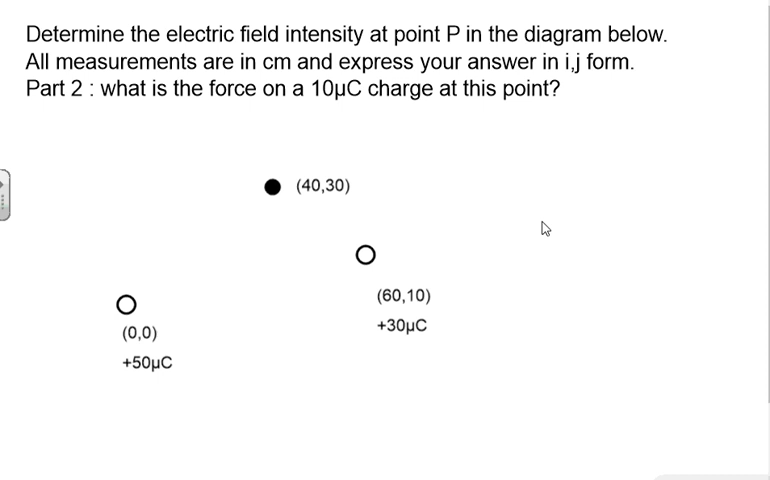 Determine the electric field intensity at point P in the diagram below.
All measurements are in cm and express your answer in i,j form.
Part 2 : what is the force on a 10µC charge at this point?
(40,30)
(60,10)
+30µC
(0,0)
+50µC